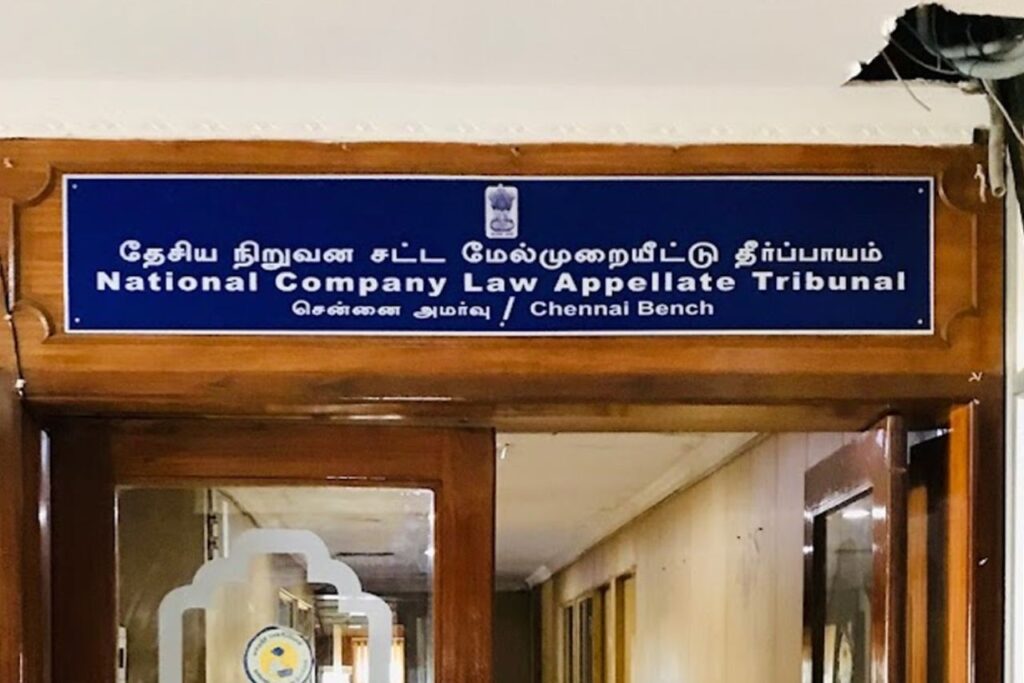 தேசிய நிறுவன சட்ட மேல்முறையீட்டு தீர்ப்பாயம்
National Company Law Appellate Tribunal
சென்னை அமர்வு / Chennai Bench